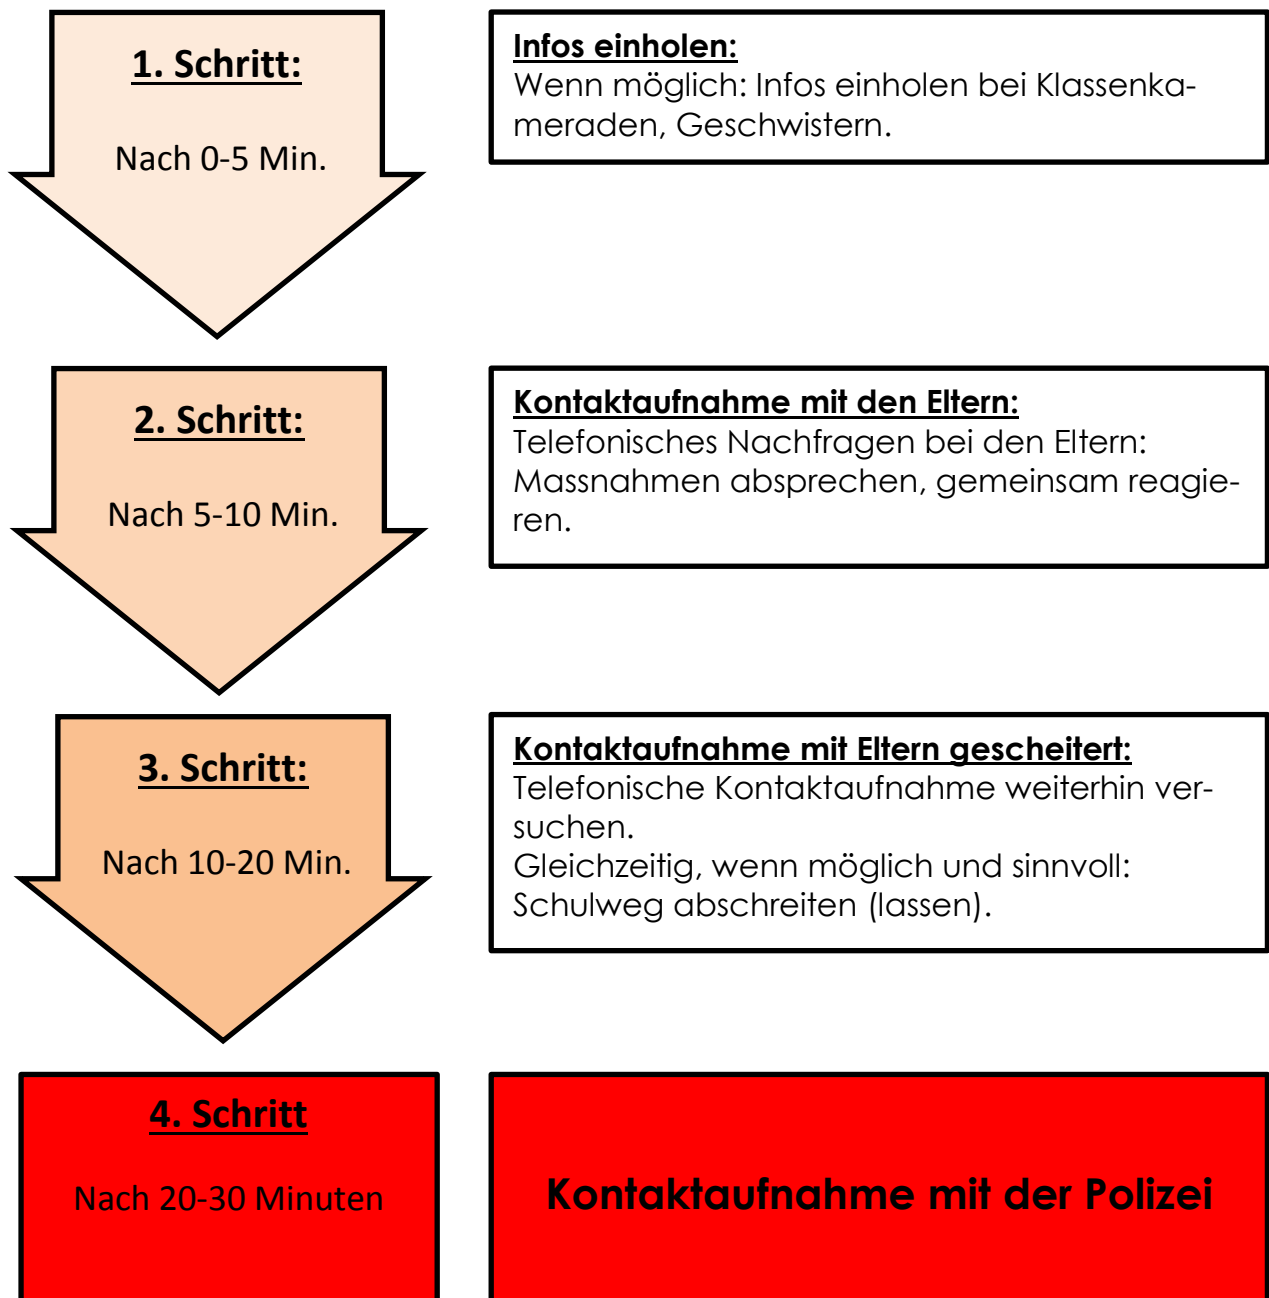 1. Schritt:
Nach 0-5 Min.
Infos einholen:
Wenn möglich: Infos einholen bei Klassenka-
meraden, Geschwistern.
2. Schritt:
Nach 5-10 Min.
Kontaktaufnahme mit den Eltern:
Telefonisches Nachfragen bei den Eltern:
Massnahmen absprechen, gemeinsam reagie-
ren.
3. Schritt:
Nach 10-20 Min.
Kontaktaufnahme mit Eltern gescheitert:
Telefonische Kontaktaufnahme weiterhin ver-
suchen.
Gleichzeitig, wenn möglich und sinnvoll:
Schulweg abschreiten (lassen).
4. Schritt
Nach 20-30 Minuten
Kontaktaufnahme mit der Polizei